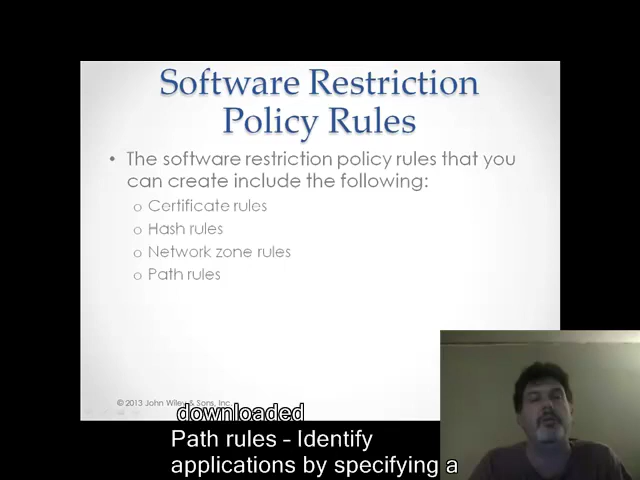 Software Restriction
Policy Rules
• The software restriction policy rules that you
can create include the following:
o Certificate rules
o Hash rules
o Network zone rules
o Path rules
© 2013 John Wiley & Sons, Inc.
downloaded
Path rules – Identify
applications by specifying a